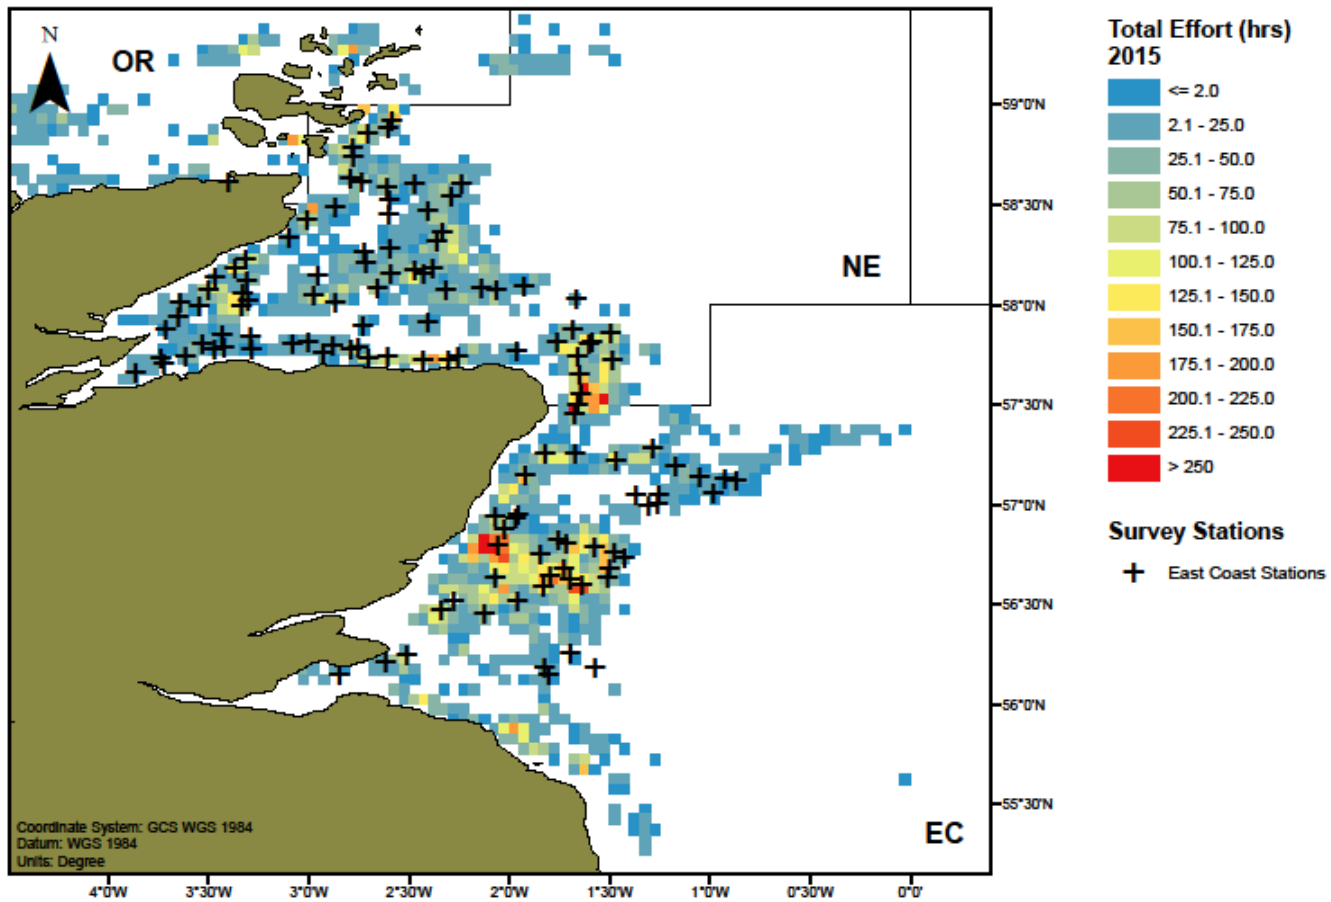 N
OR
NE
EC
Coordinate System: GCS WGS 1984
Datum: WGS 1984
Units: Degree
59°0'N
58°30'N
58°0'N
57°30'N
57°0'N
56°30'N
56°0'N
55°30'N
4°0'W
3°30'W
3°0'W
2°30'W
2°0'W
1°30'W
1°0'W
0°30'W
0°0'
Total Effort (hrs)
2015
<= 2.0
2.1 - 25.0
25.1 - 50.0
50.1 - 75.0
75.1 - 100.0
100.1 - 125.0
125.1 - 150.0
150.1 - 175.0
175.1 - 200.0
200.1 - 225.0
225.1 - 250.0
> 250
Survey Stations
East Coast Stations